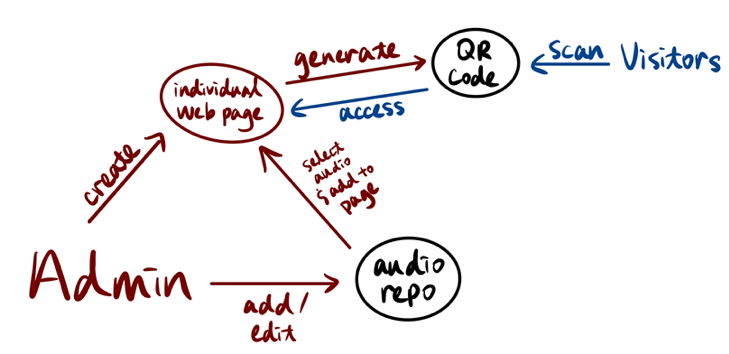 generate
QR
code
scan
Visitors
individual
web page
access
create
select
audio
& add to
page
Admin
audio
repo
add/
edit